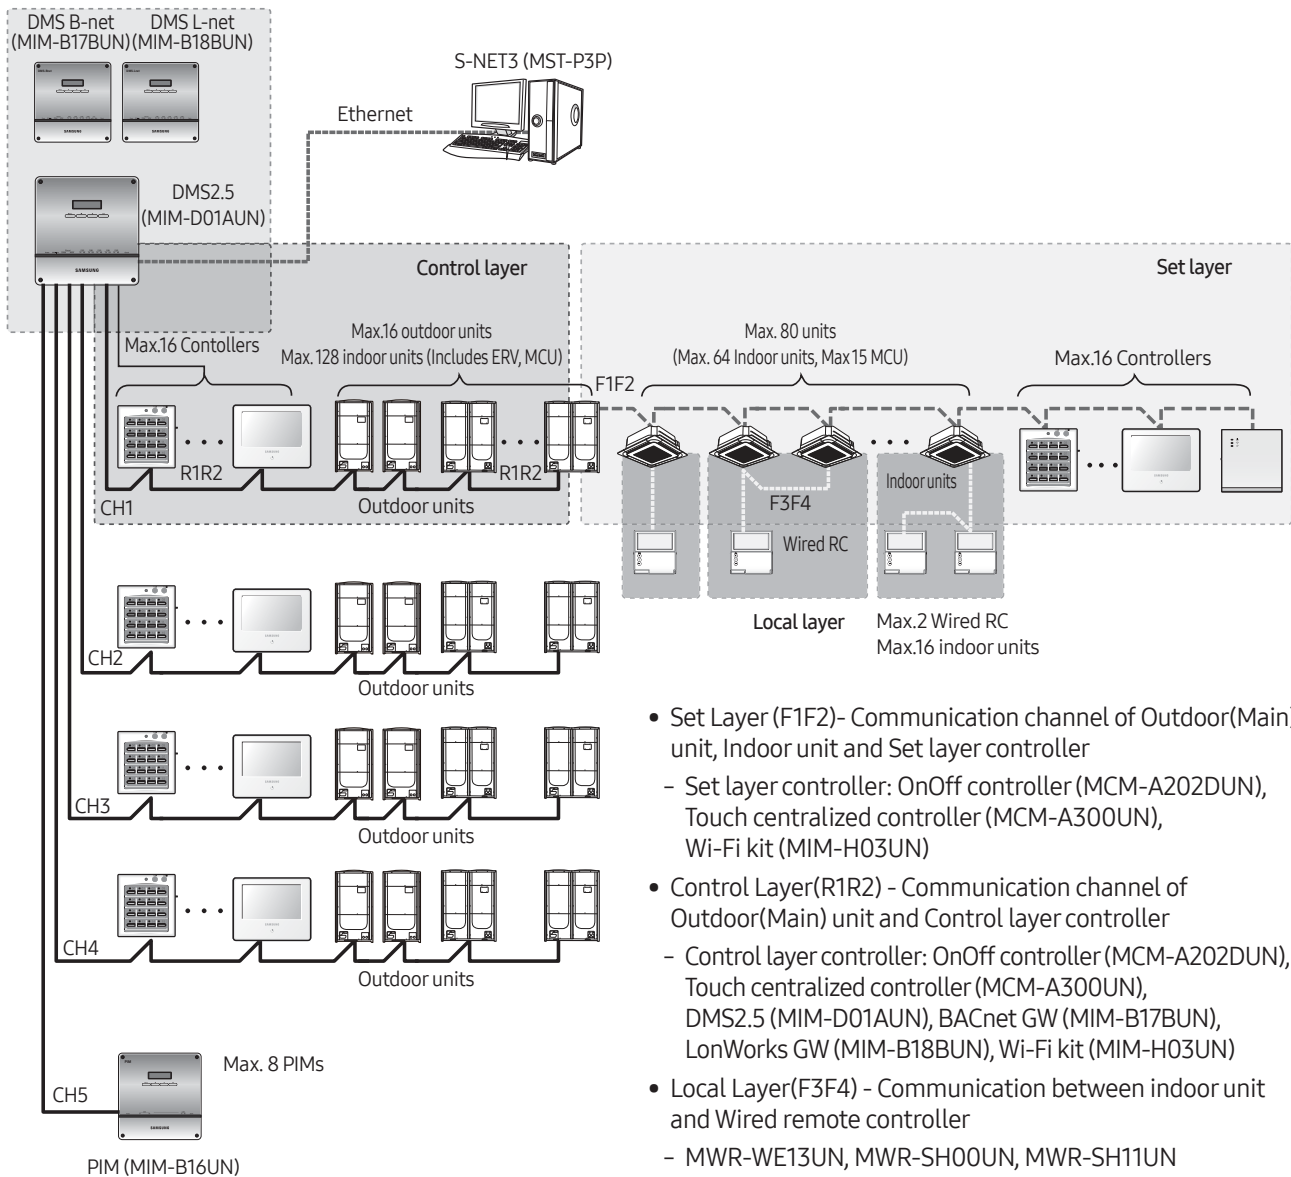 DMS B-net
(MIM-B17BUN)
DMS L-net
(MIM-B18BUN)
SAMSUNG
SAMSUNG
DMS2.5
(MIM-D01AUN)
SAMSUNG
S-NET3 (MST-P3P)
Ethernet
Control layer
Set layer
Max.16 Contollers
Max.16 outdoor units
Max. 128 indoor units (Includes ERV, MCU)
F1F2
Max. 80 units
(Max. 64 Indoor units, Max 15 MCU)
Max.16 Controllers
R1R2
R1R2
CH1
Outdoor units
F3F4
Indoor units
Wired RC
Local layer
Max.2 Wired RC
Max.16 indoor units
CH2
Outdoor units
CH3
Outdoor units
CH4
Outdoor units
CH5
PIM
SAMSUNG
Max. 8 PIMs
PIM (MIM-B16UN)
• Set Layer (F1F2)- Communication channel of Outdoor(Main)
unit, Indoor unit and Set layer controller
- Set layer controller: OnOff controller (MCM-A202DUN),
Touch centralized controller (MCM-A300UN),
Wi-Fi kit (MIM-H03UN)
• Control Layer(R1R2) - Communication channel of
Outdoor(Main) unit and Control layer controller
- Control layer controller: OnOff controller (MCM-A202DUN),
Touch centralized controller (MCM-A300UN),
DMS2.5 (MIM-D01AUN), BACnet GW (MIM-B17BUN),
LonWorks GW (MIM-B18BUN), Wi-Fi kit (MIM-H03UN)
• Local Layer(F3F4) - Communication between indoor unit
and Wired remote controller
- MWR-WE13UN, MWR-SH00UN, MWR-SH11UN